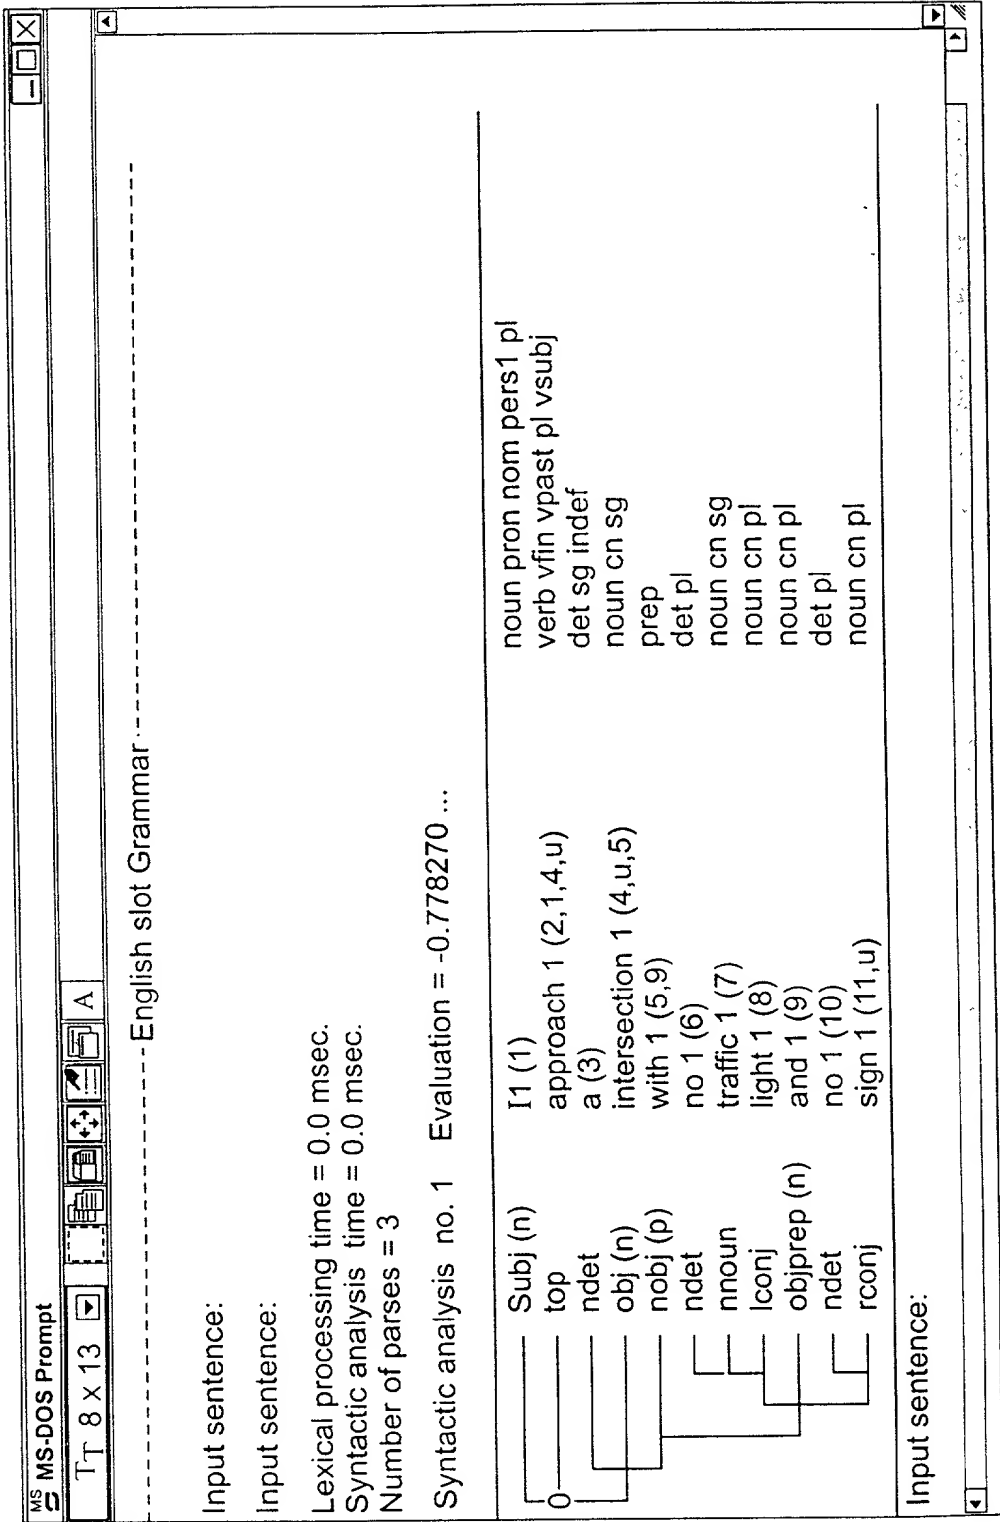 MS MS-DOS Prompt
TT 8 x 13 A
English slot Grammar
Input sentence:
Input sentence:
Lexical processing time = 0.0 msec.
Syntactic analysis time = 0.0 msec.
Number of parses = 3
Syntactic analysis no. 1 Evaluation = -0.778270 ...
Subj (n) I1 (1) noun pron nom pers1 pl
top approach 1 (2,1,4,u) verb vfin vpast pl vsubj
ndet a (3) det sg indef
obj (n) intersection 1 (4,u,5) noun cn sg
nobj (p) with 1 (5,9) prep
ndet no 1 (6) det pl
nnoun traffic 1 (7) noun cn sg
lconj light 1 (8) noun cn pl
objprep (n) and 1 (9) noun cn pl
ndet no 1 (10) det pl
rconj sign 1 (11,u) noun cn pl
Input sentence: